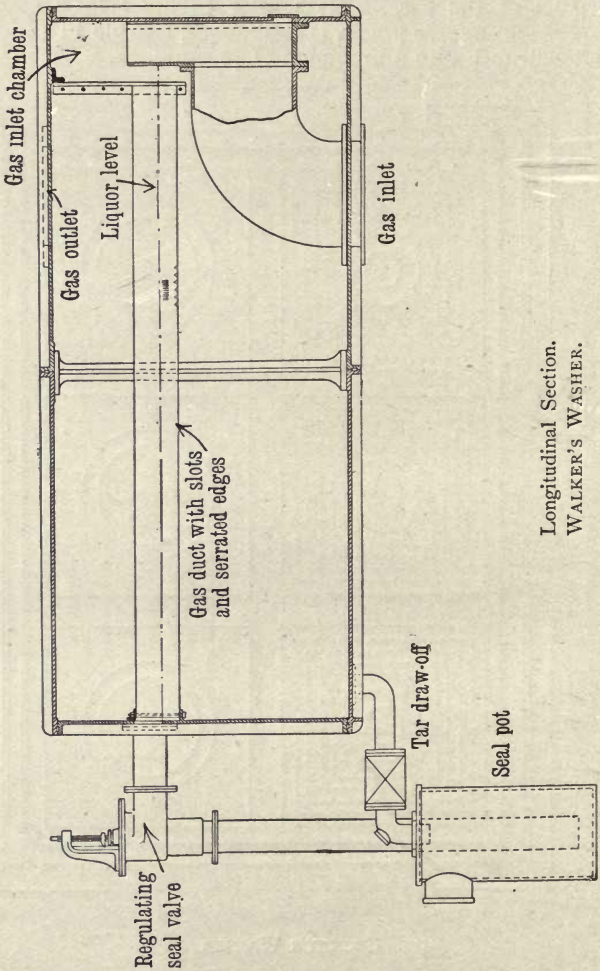 Gas inlet chamber
Gas outlet
Liquor level
Gas inlet
Gas duct with slots
and serrated edges
Tar draw-off
Seal pot
Regulating
seal valve
Longitudinal Section.
WALKER'S WASHER.